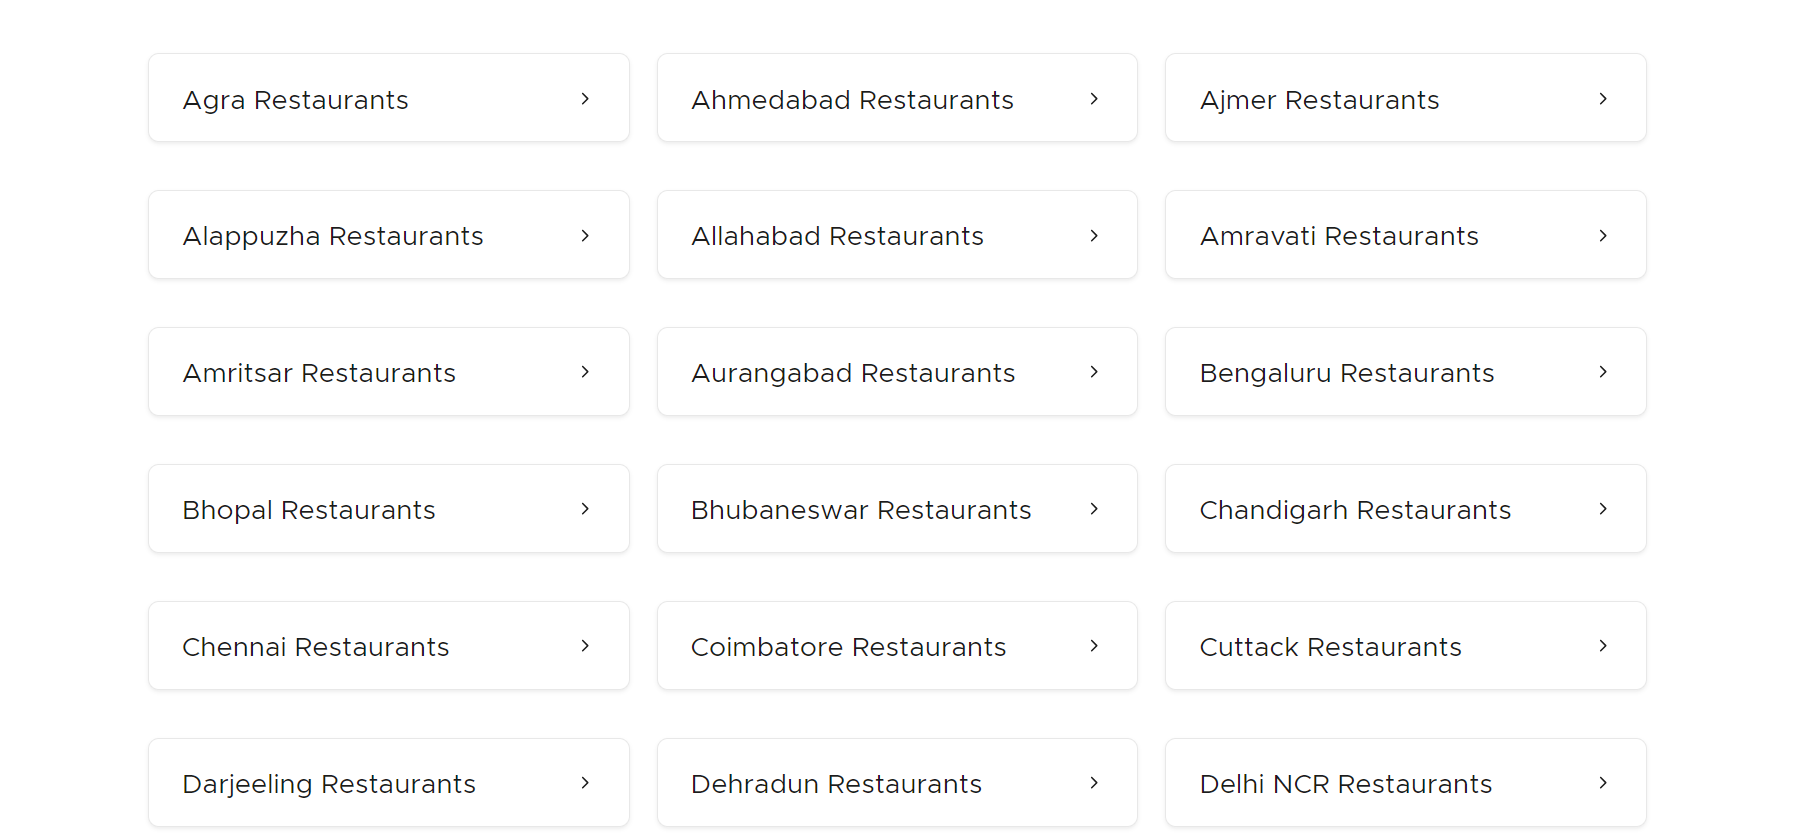 Agra Restaurants
Ahmedabad Restaurants
Ajmer Restaurants
Alappuzha Restaurants
Allahabad Restaurants
Amravati Restaurants
Amritsar Restaurants
Aurangabad Restaurants
Bengaluru Restaurants
Bhopal Restaurants
Bhubaneswar Restaurants
Chandigarh Restaurants
Chennai Restaurants
Coimbatore Restaurants
Cuttack Restaurants
Darjeeling Restaurants
Dehradun Restaurants
Delhi NCR Restaurants